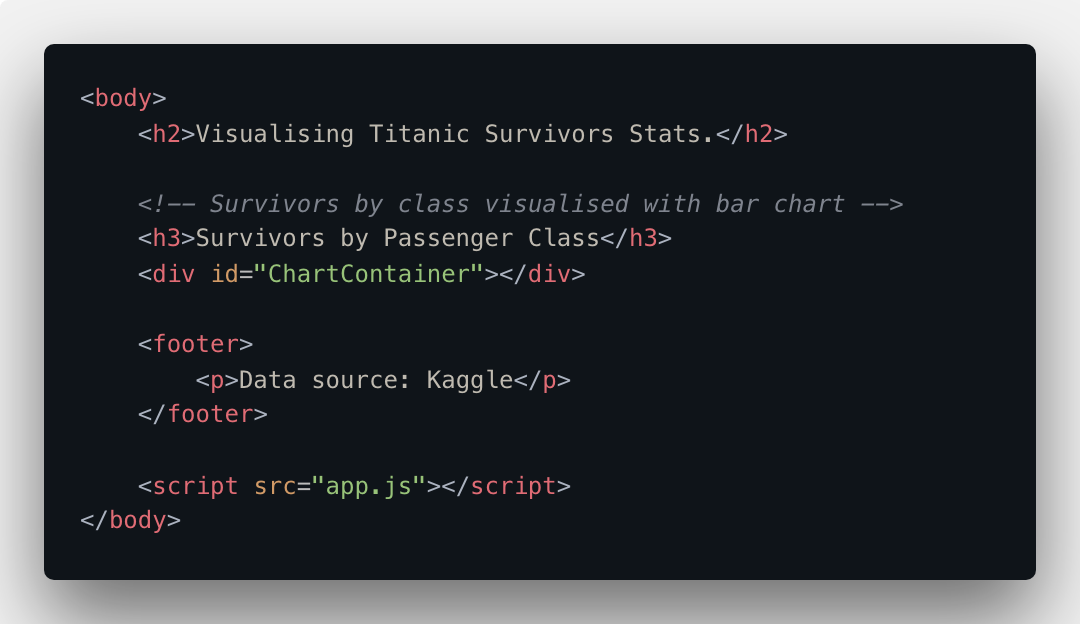 <body>
<h2>Visualising Titanic Survivors Stats.</h2>
<!-- Survivors by class visualised with bar chart -->
<h3>Survivors by Passenger Class</h3>
<div id="ChartContainer"></div>
<footer>
<p>Data source: Kaggle</p>
</footer>
<script src="app.js"></script>
</body>